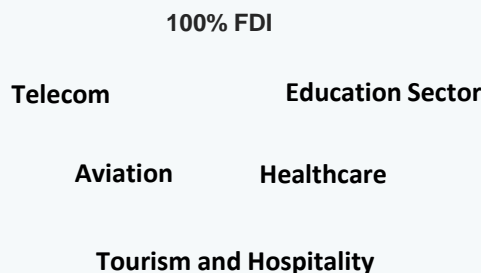 100% FDI
Telecom Education Sector
Aviation Healthcare
Tourism and Hospitality